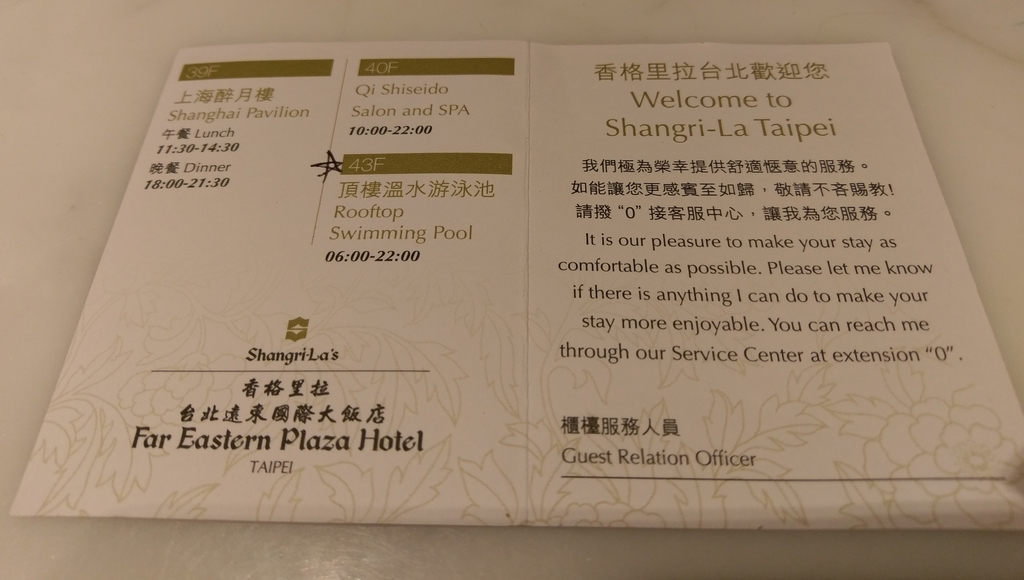 39F
上海醉月樓
Shanghai Pavilion
午餐 Lunch
11:30-14:30
晚餐 Dinner
18:00-21:30
40F
Qi Shiseido
Salon and SPA
10:00-22:00
43F
頂樓溫水游泳池
Rooftop
Swimming Pool
06:00-22:00
Shangri-La's
香格里拉
台北遠東國際大飯店
Far Eastern Plaza Hotel
TAIPEI
香格里拉台北歡迎您
Welcome to
Shangri-La Taipei
我們極為榮幸提供舒適愜意的服務。
如能讓您更感賓至如歸，敬請不吝賜教!
請撥 “0” 接客服中心，讓我為您服務。
It is our pleasure to make your stay as
comfortable as possible. Please let me know
if there is anything I can do to make your
stay more enjoyable. You can reach me
through our Service Center at extension “0”.
櫃檯服務人員
Guest Relation Officer